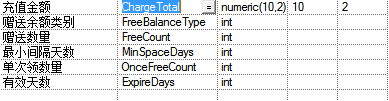 充值金额 ChargeTotal = numeric(10,2) 10 2
赠送余额类别 FreeBalanceType int
赠送数量 FreeCount int
最小间隔天数 MinSpaceDays int
单次领数量 OnceFreeCount int
有效天数 ExpireDays int